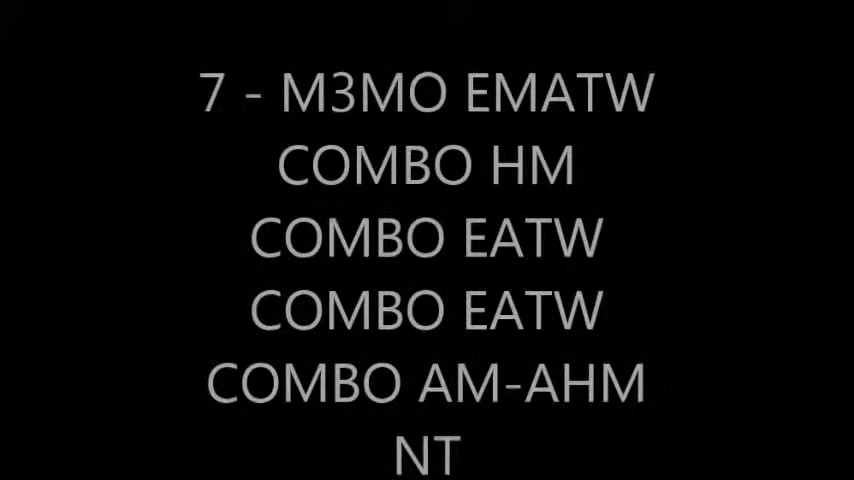 7 - M3MO EMATW
COMBO HM
COMBO EATW
COMBO EATW
COMBO AM-AHM
NT